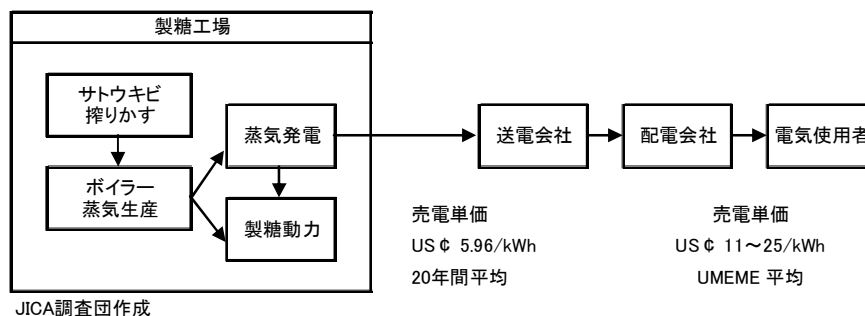 製糖工場
サトウキビ
搾りかす
ボイラー
蒸気生産
蒸気発電
製糖動力
送電会社
配電会社
電気使用者
売電単価
US￠ 5.96/kWh
20年間平均
売電単価
US￠ 11～25/kWh
UMEME 平均
JICA調査団作成